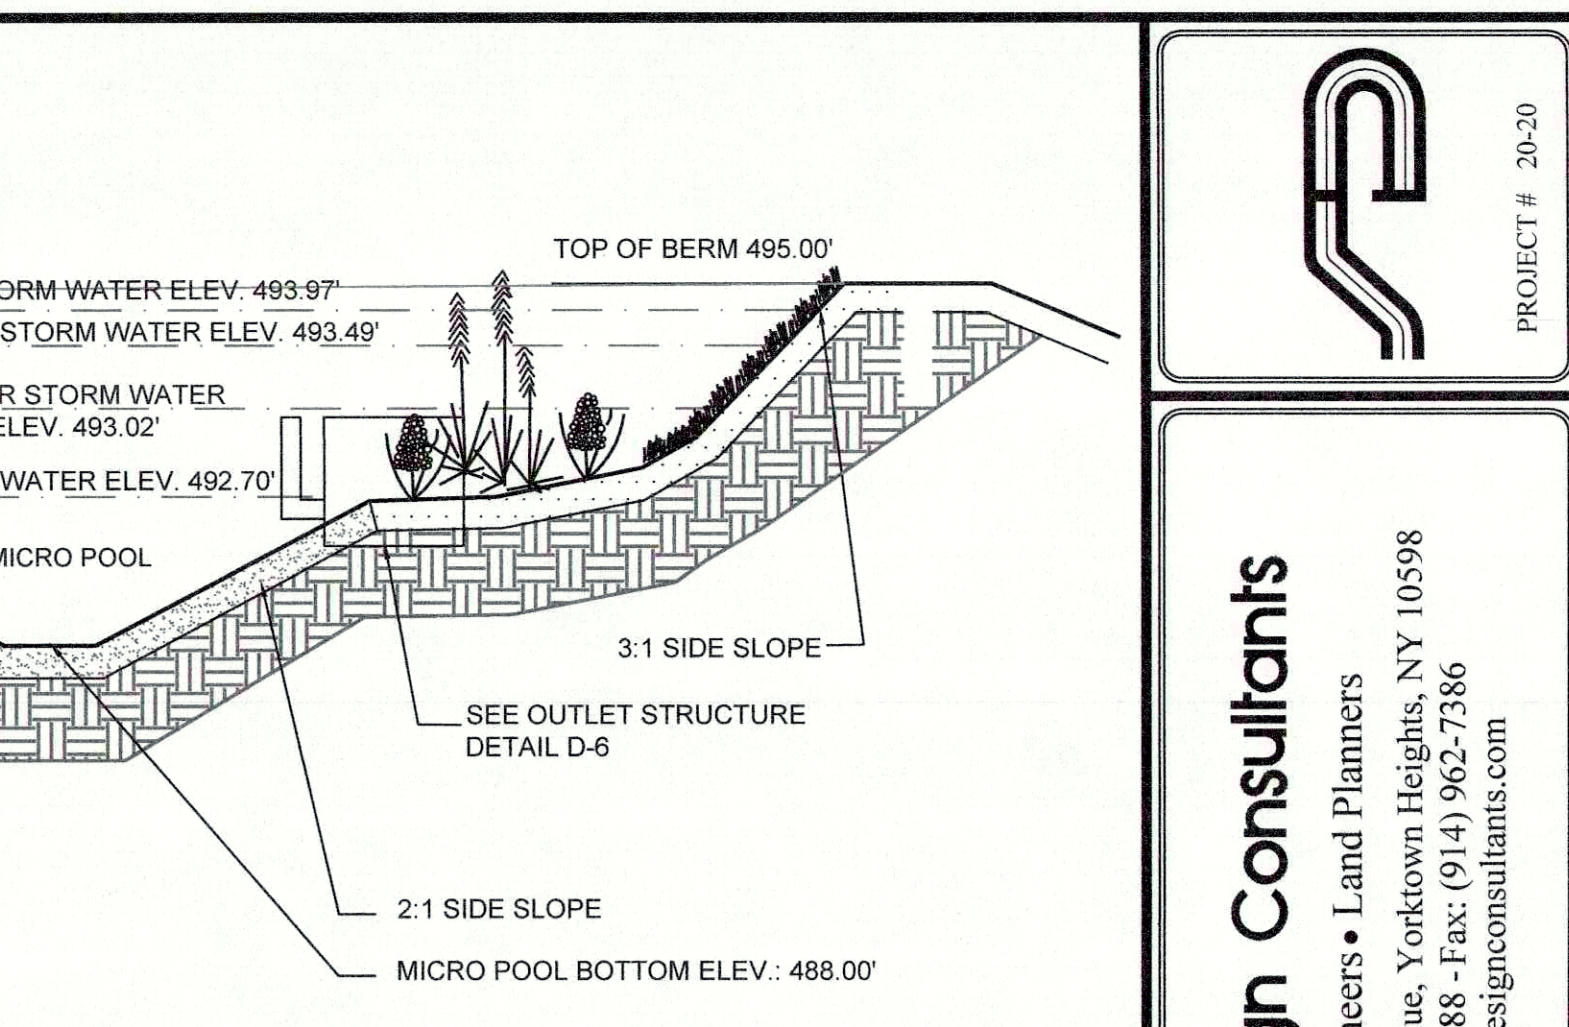 TOP OF BERM 495.00'
ORM WATER ELEV. 493.97'
STORM WATER ELEV. 493.49'
R STORM WATER
ELEV. 493.02'
WATER ELEV. 492.70'
MICRO POOL
3:1 SIDE SLOPE
SEE OUTLET STRUCTURE
DETAIL D-6
2:1 SIDE SLOPE
MICRO POOL BOTTOM ELEV.: 488.00'
PROJECT # 20-20
gn Consultants
neers • Land Planners
ue, Yorktown Heights, NY 10598
88 - Fax: (914) 962-7386
esignconsultants.com